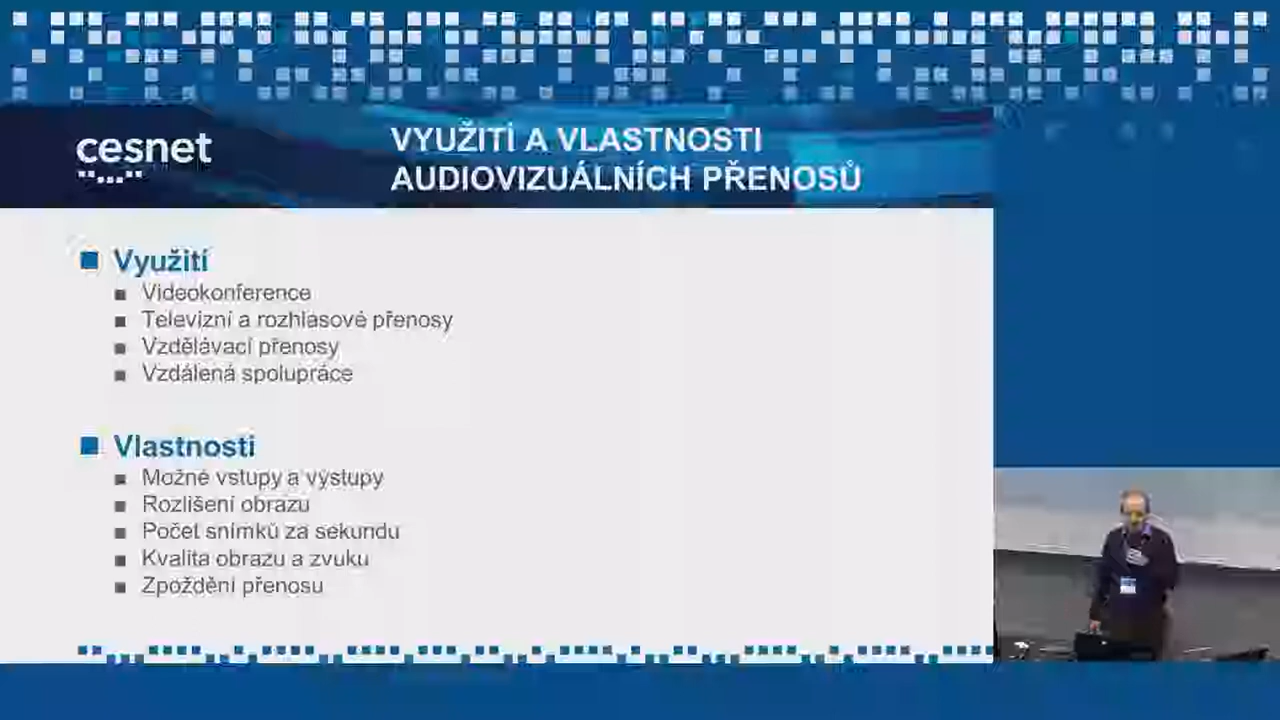 cesnet
VYUŽITÍ A VLASTNOSTI
AUDIOVIZUÁLNÍCH PŘENOSŮ
Využití
Videokonference
Televizní a rozhlasové přenosy
Vzdělávací přenosy
Vzdálená spolupráce
Vlastnosti
Možné vstupy a výstupy
Rozlišení obrazu
Počet snímků za sekundu
Kvalita obrazu a zvuku
Zpoždění přenosu